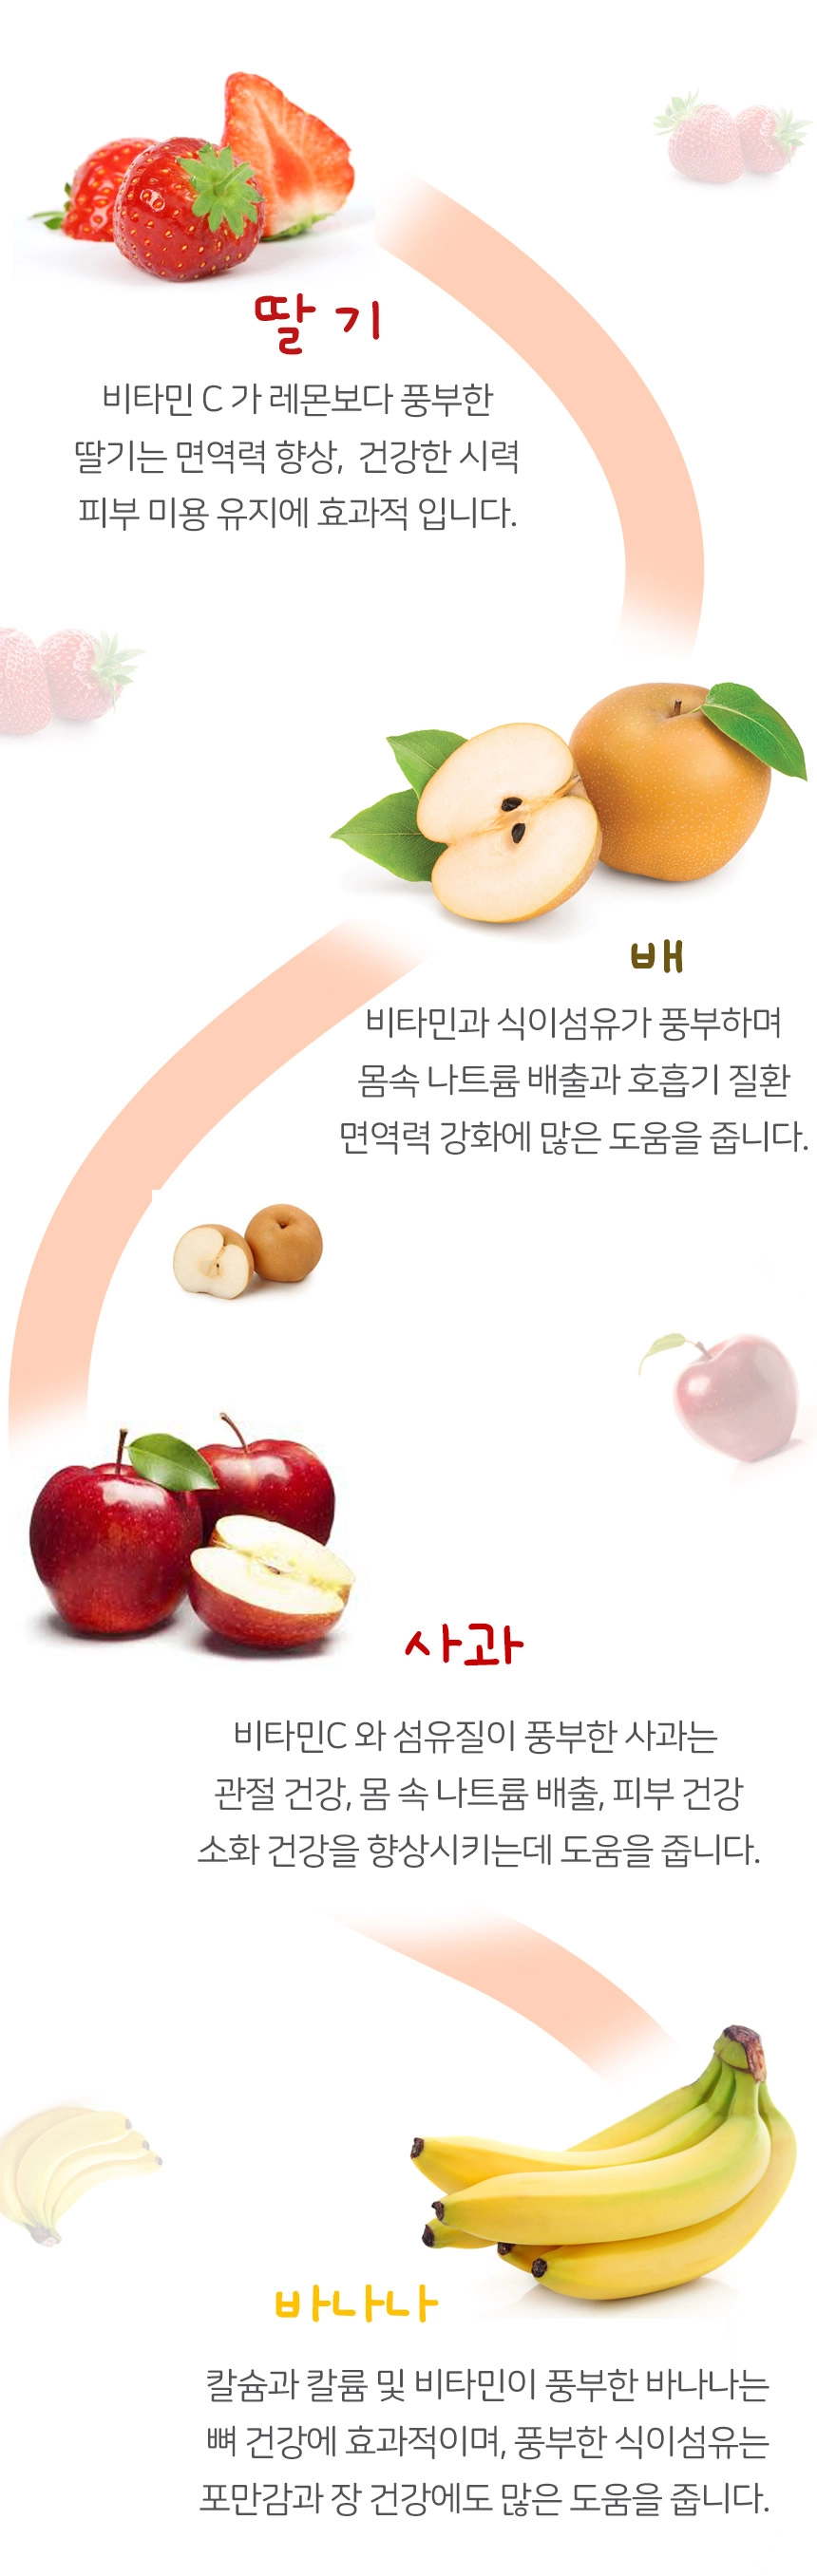 딸기
비타민 C 가 레몬보다 풍부한
딸기는 면역력 향상, 건강한 시력
피부 미용 유지에 효과적 입니다.
배
비타민과 식이섬유가 풍부하며
몸속 나트륨 배출과 호흡기 질환
면역력 강화에 많은 도움을 줍니다.
사과
비타민C 와 섬유질이 풍부한 사과는
관절 건강, 몸 속 나트륨 배출, 피부 건강
소화 건강을 향상시키는데 도움을 줍니다.
바나나
칼슘과 칼륨 및 비타민이 풍부한 바나나는
뼈 건강에 효과적이며, 풍부한 식이섬유는
포만감과 장 건강에도 많은 도움을 줍니다.